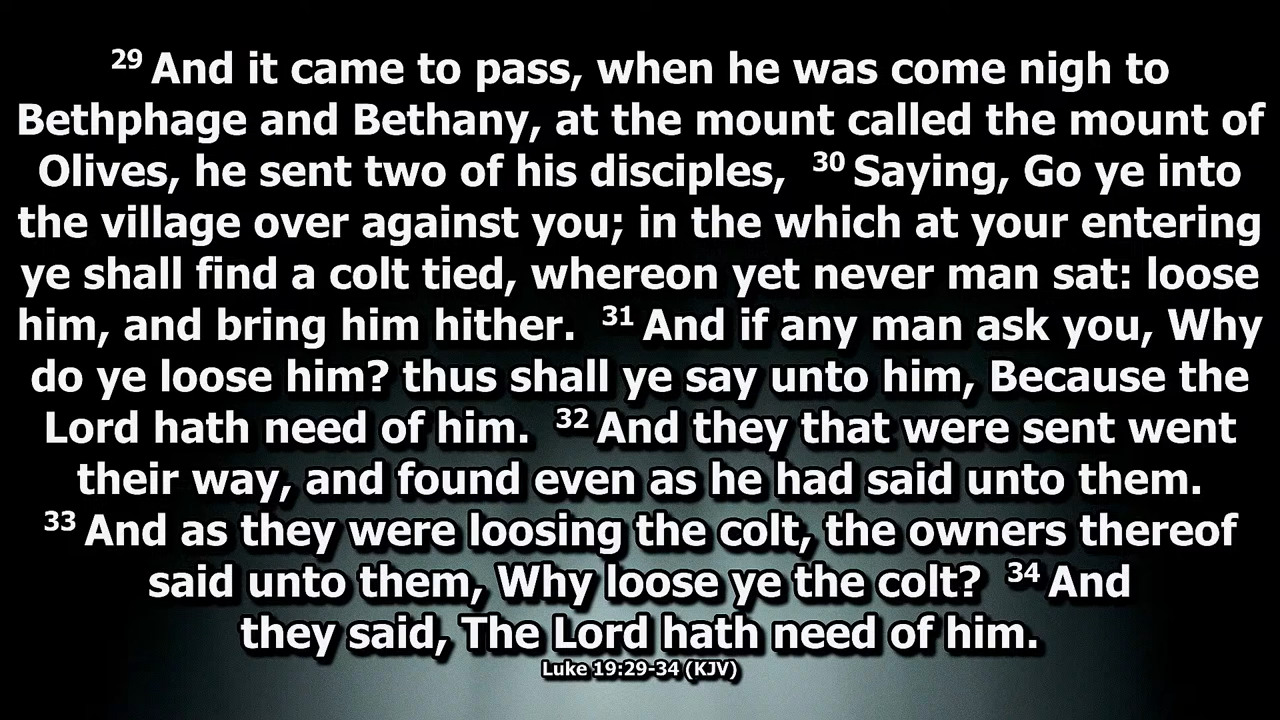 29 And it came to pass, when he was come nigh to
Bethphage and Bethany, at the mount called the mount of
Olives, he sent two of his disciples, 30 Saying, Go ye into
the village over against you; in the which at your entering
ye shall find a colt tied, whereon yet never man sat: loose
him, and bring him hither. 31 And if any man ask you, Why
do ye loose him? thus shall ye say unto him, Because the
Lord hath need of him. 32 And they that were sent went
their way, and found even as he had said unto them.
33 And as they were loosing the colt, the owners thereof
said unto them, Why loose ye the colt? 34 And
they said, The Lord hath need of him.
Luke 19:29-34 (KJV)